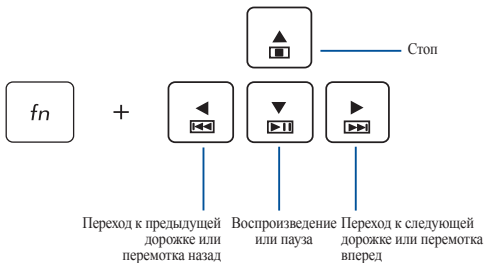 Стоп
fn +
Переход к предыдущей
дорожке или
перемотка назад
Воспроизведение
или пауза
Переход к следующей
дорожке или перемотка
вперед